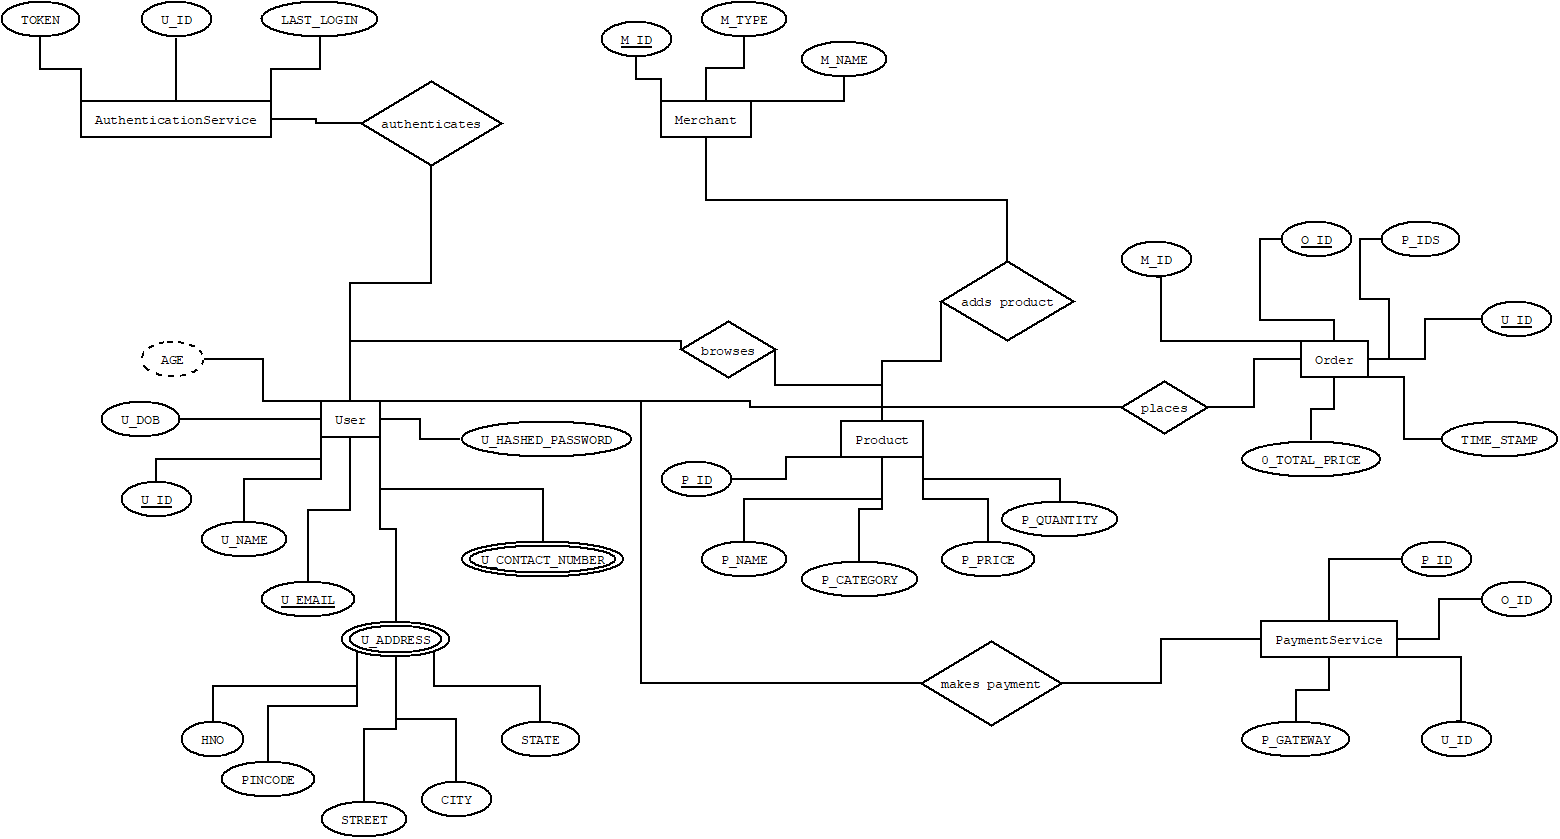 TOKEN
U_ID
LAST_LOGIN
M_TYPE
M_ID
M_NAME
AuthenticationService
authenticates
Merchant
O_ID
P_IDS
M_ID
adds product
U_ID
browses
AGE
Order
places
U_DOB
User
U_HASHED_PASSWORD
Product
TIME_STAMP
O_TOTAL_PRICE
P_ID
U_ID
P_QUANTITY
U_NAME
U_CONTACT_NUMBER
P_NAME
P_CATEGORY
P_PRICE
P_ID
U_EMAIL
O_ID
U_ADDRESS
PaymentService
makes payment
HNO
STATE
P_GATEWAY
U_ID
PINCODE
CITY
STREET